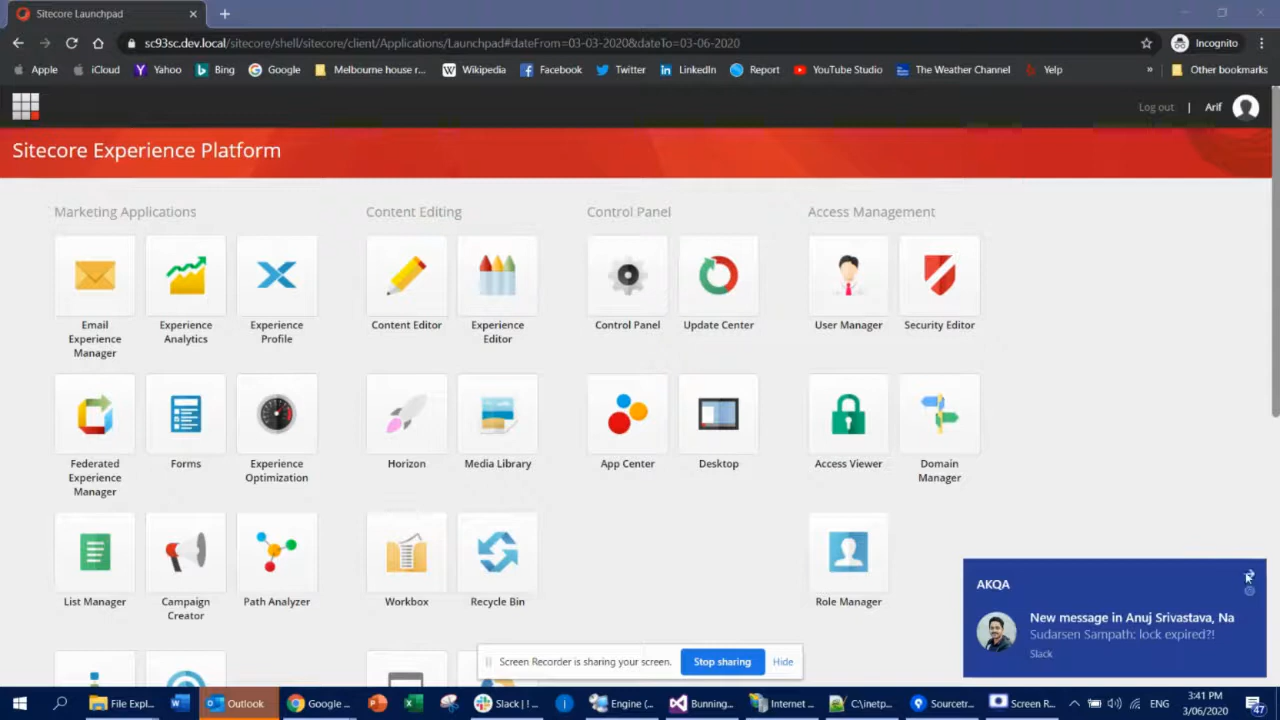 Sitecore Launchpad
sc93sc.dev.local/sitecore/shell/sitecore/client/Applications/Launchpad#dateFrom=03-03-2020&dateTo=03-06-2020
Incognito
Apple
iCloud
Yahoo
Bing
Google
Melbourne house r...
Wikipedia
Facebook
Twitter
LinkedIn
Report
YouTube Studio
The Weather Channel
Yelp
»
Other bookmarks
Log out | Arif
Sitecore Experience Platform
Marketing Applications
Content Editing
Control Panel
Access Management
Email
Experience
Manager
Experience
Analytics
Experience
Profile
Content Editor
Experience
Editor
Control Panel
Update Center
User Manager
Security Editor
Federated
Experience
Manager
Forms
Experience
Optimization
Horizon
Media Library
App Center
Desktop
Access Viewer
Domain
Manager
List Manager
Campaign
Creator
Path Analyzer
Workbox
Recycle Bin
Role Manager
AKQA
New message in Anuj Srivastava, Na
Sudarsen Sampath: lock expired?!
Slack
Screen Recorder is sharing your screen.
Stop sharing
Hide
File Expl...
Outlook
Google ...
Slack | ! ...
Engine (...
Bunning...
Internet ...
C:\inetp...
Sourcetr...
Screen R...
ENG
3:41 PM
3/06/2020
47